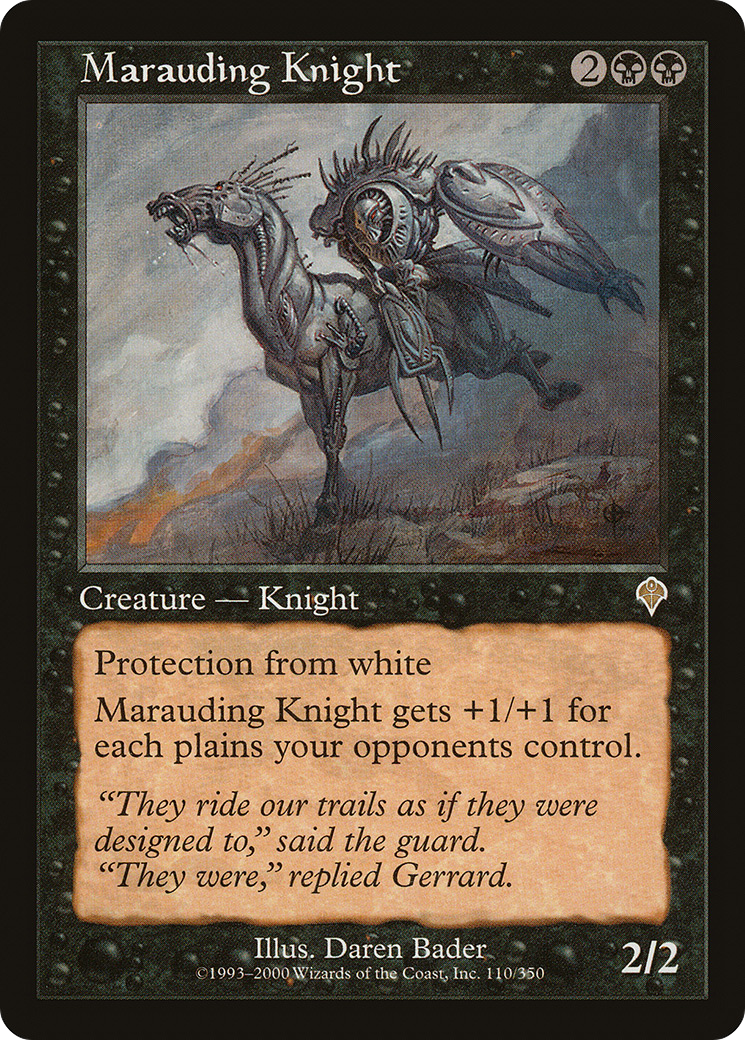 Marauding Knight 2
Creature — Knight
Protection from white
Marauding Knight gets +1/+1 for
each plains your opponents control.
“They ride our trails as if they were
designed to,” said the guard.
“They were,” replied Gerrard.
Illus. Daren Bader
©1993–2000 Wizards of the Coast, Inc. 110/350
2/2